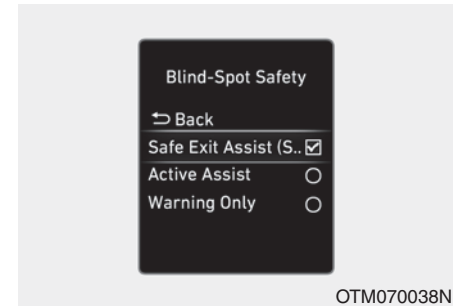 Blind-Spot Safety
Back
Safe Exit Assist (S..
Active Assist
Warning Only
OTM070038N